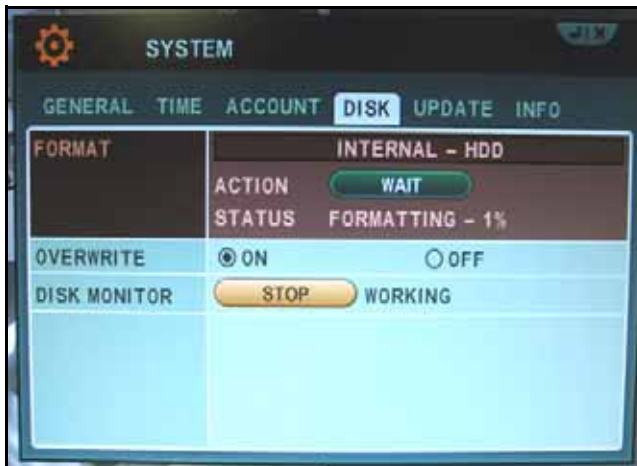 SYSTEM
GENERAL TIME ACCOUNT DISK UPDATE INFO
FORMAT
INTERNAL - HDD
ACTION WAIT
STATUS FORMATTING - 1%
OVERWRITE ON OFF
DISK MONITOR STOP WORKING